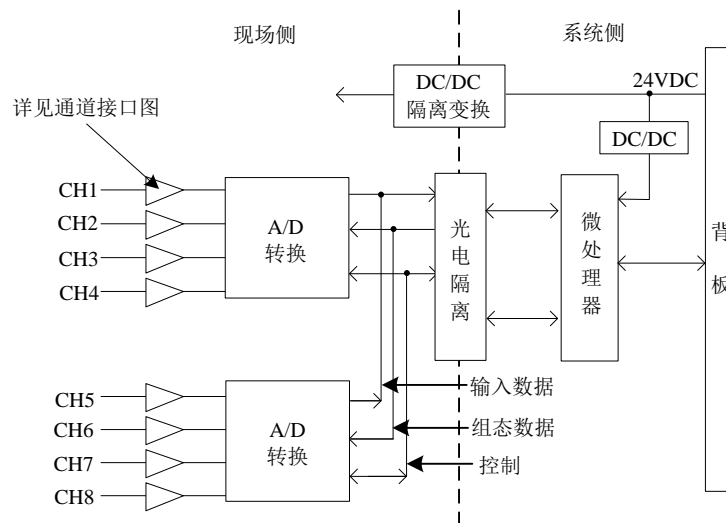 现场侧
系统侧
DC/DC
隔离变换
24VDC
DC/DC
详见通道接口图
CH1
CH2
CH3
CH4
A/D
转换
光电隔离
微处理器
背板
CH5
CH6
CH7
CH8
A/D
转换
输入数据
组态数据
控制